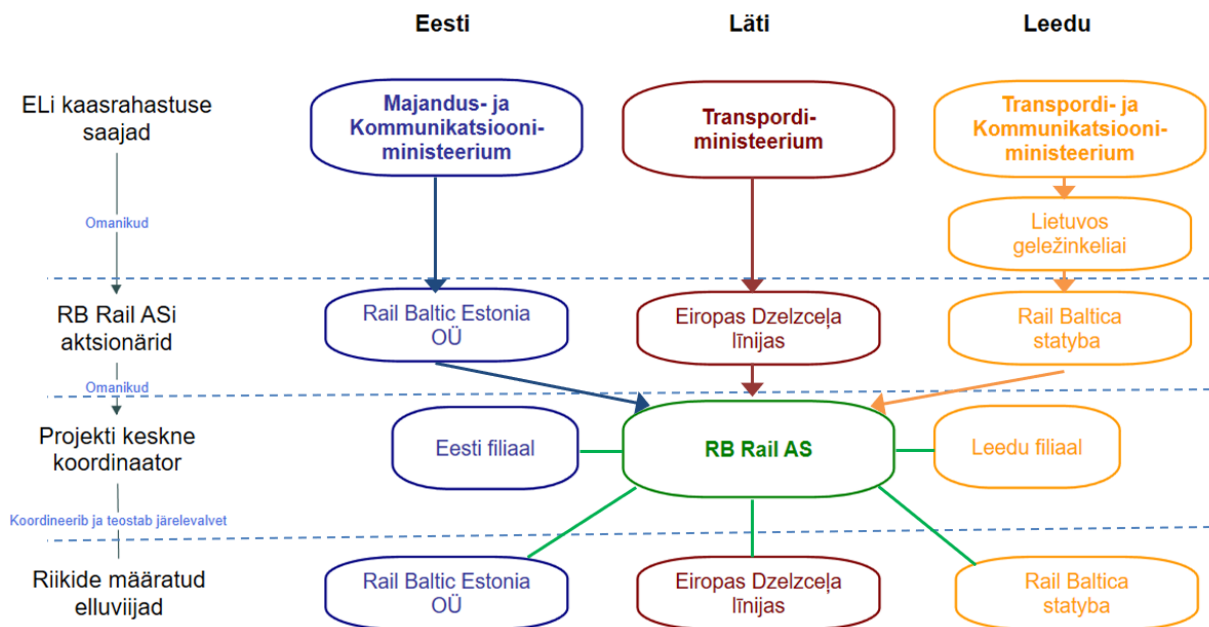 Eesti
Läti
Leedu
ELi kaasrahastuse
saajad
Majandus- ja
Kommunikatsiooni-
ministeerium
Transpordi-
ministeerium
Transpordi- ja
Kommunikatsiooni-
ministeerium
Omanikud
Lietuvos
geležinkeliai
RB Rail ASi
aktsionärid
Rail Baltic Estonia
OÜ
Eiropas Dzelzceļa
līnijas
Rail Baltica
statyba
Omanikud
Projekti keskne
koordinaator
Eesti filiaal
RB Rail AS
Leedu filiaal
Koordineerib ja teostab järelevalvet
Riikide määratud
elluviijad
Rail Baltic Estonia
OÜ
Eiropas Dzelzceļa
līnijas
Rail Baltica
statyba